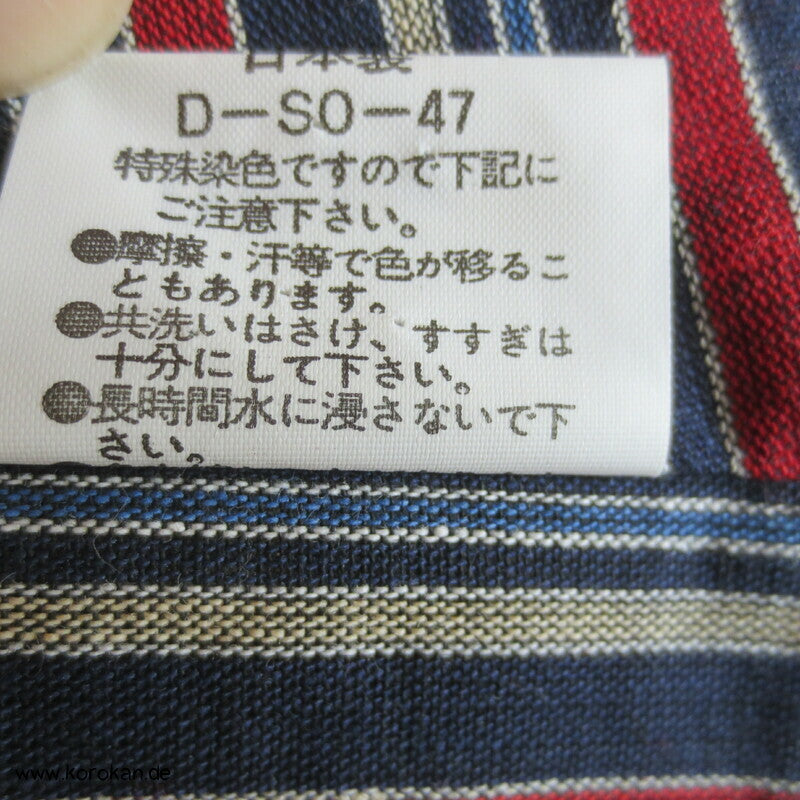 日本製
D-SO-47
特殊染色ですので下記に
ご注意下さい。
●摩擦・汗等で色が移るこ
ともあります。
●共洗いはさけ、すすぎは
十分にして下さい。
●長時間水に浸さないで下
さい。
www.korokan.de